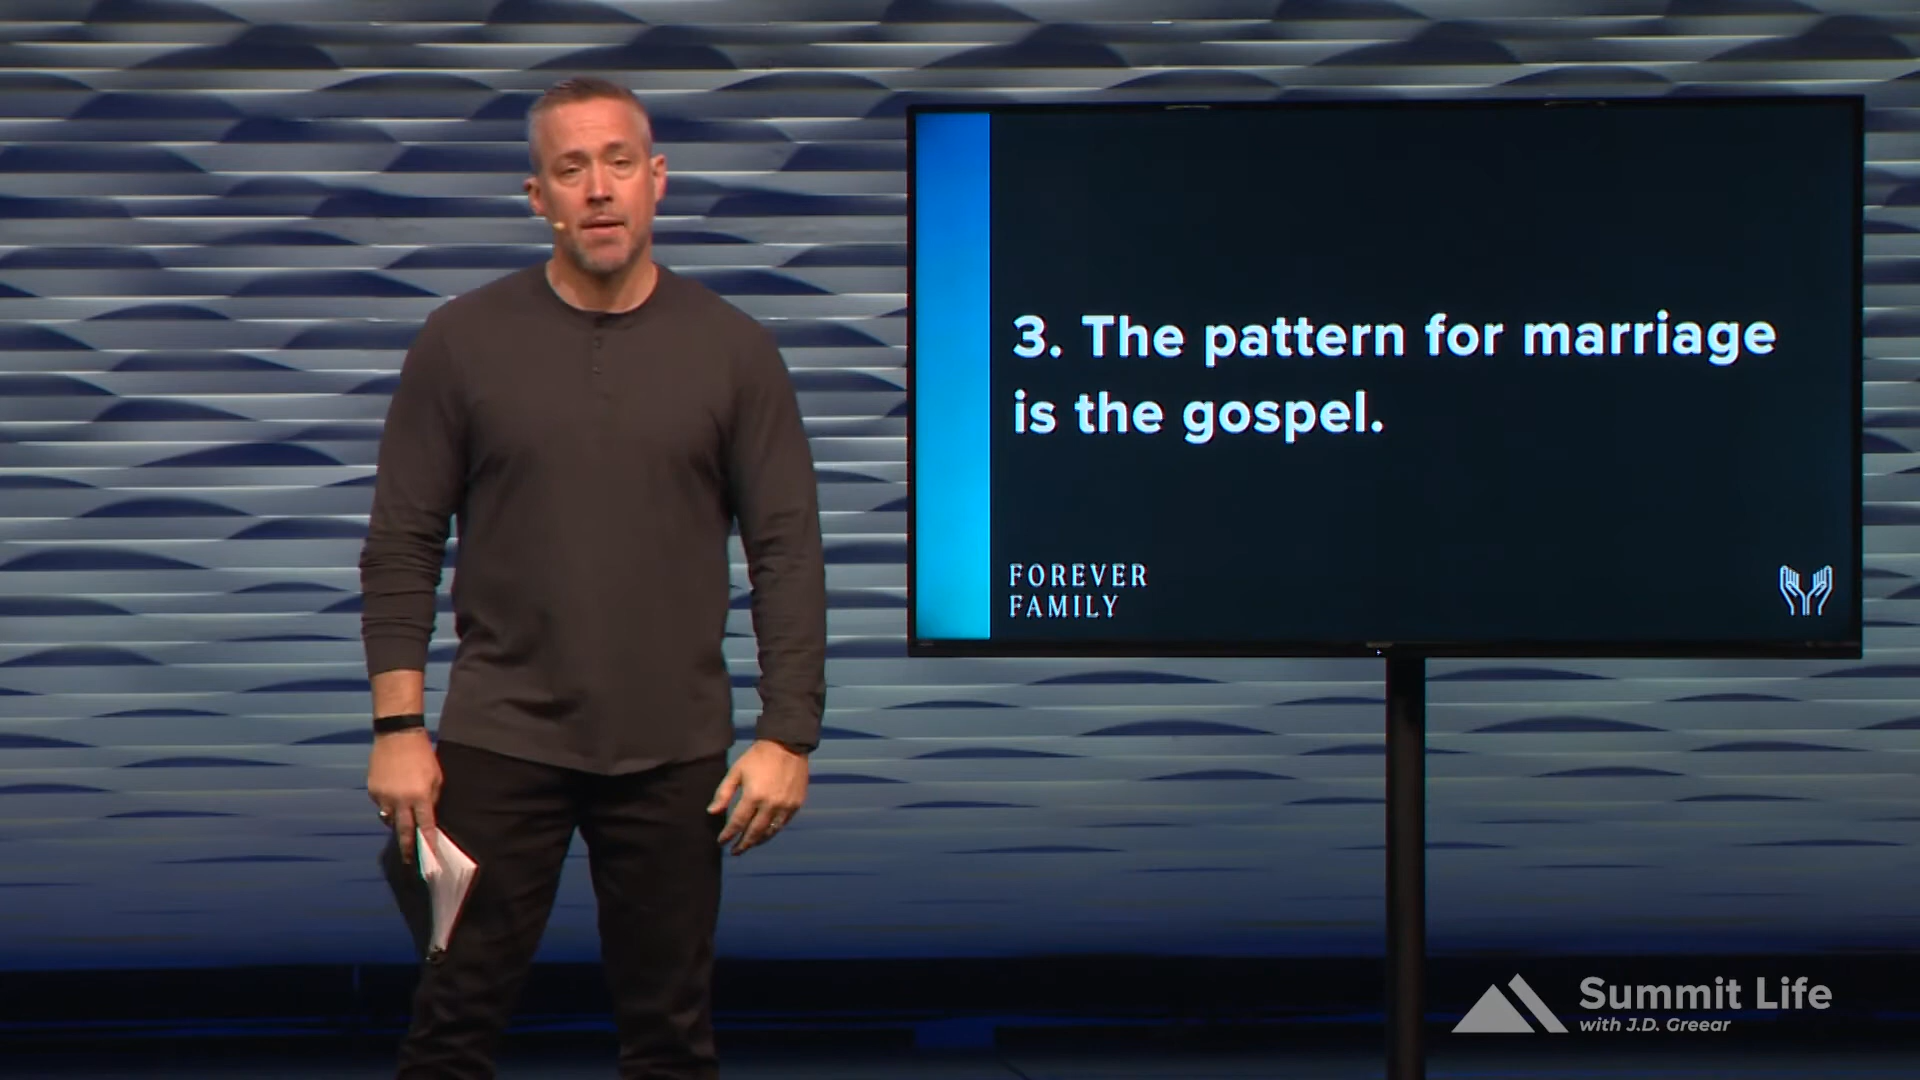 3. The pattern for marriage
is the gospel.
FOREVER
FAMILY
Summit Life
with J.D. Greear